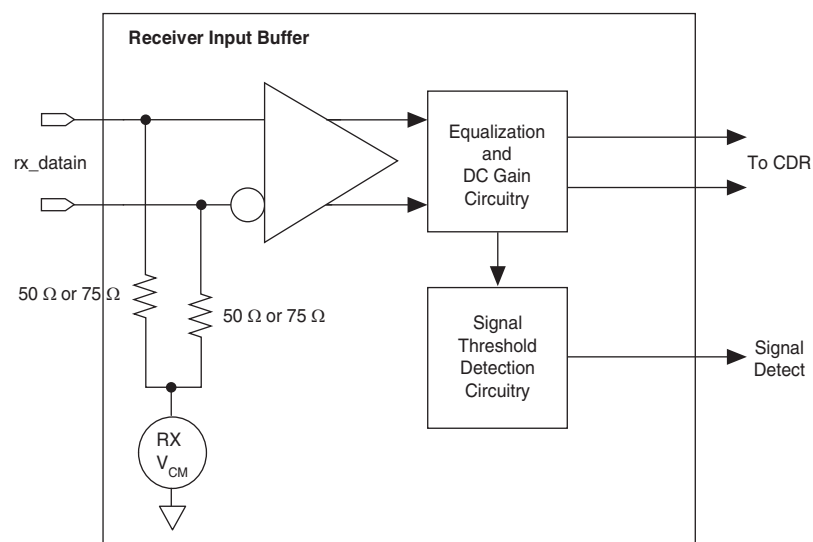 Receiver Input Buffer
rx_datain
Equalization
and
DC Gain
Circuitry
To CDR
50 Ω or 75 Ω
50 Ω or 75 Ω
Signal
Threshold
Detection
Circuitry
Signal
Detect
RX
V_CM